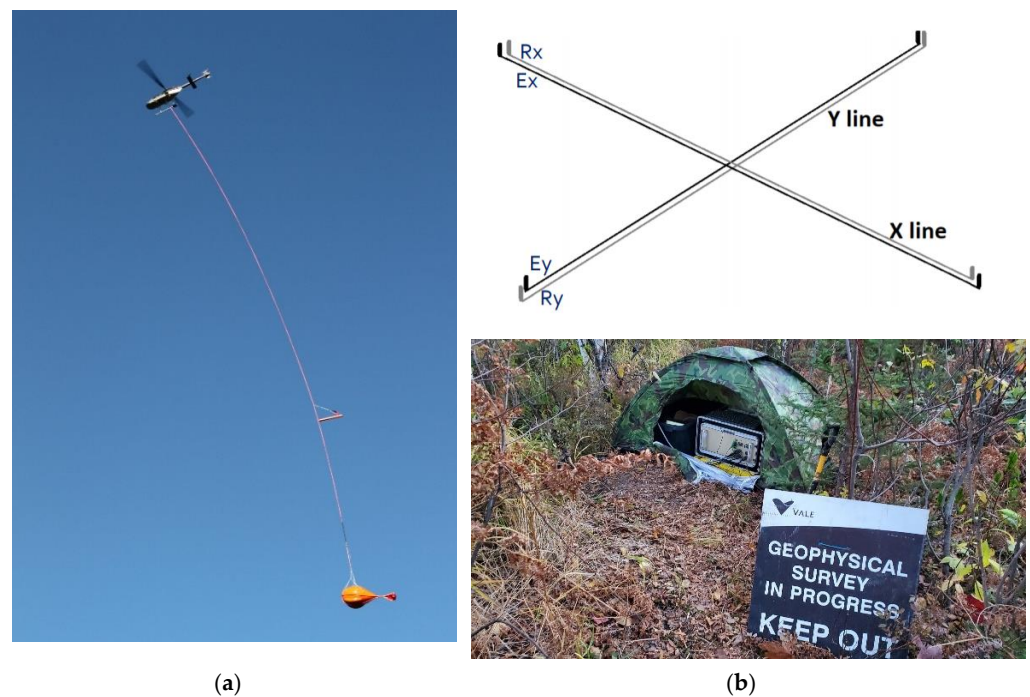 Rx
Ex
Y line
X line
Ey
Ry
VALE
GEOPHYSICAL
SURVEY
IN PROGRESS
KEEP OUT
(a)
(b)